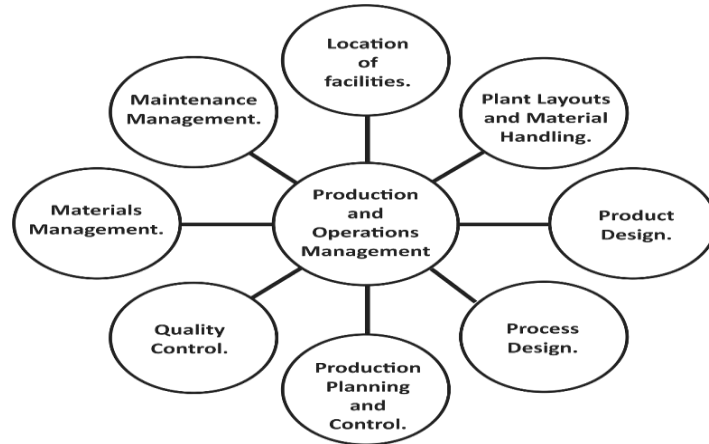 Location
of
facilities.
Maintenance
Management.
Plant Layouts
and Material
Handling.
Materials
Management.
Production
and
Operations
Management
Product
Design.
Quality
Control.
Process
Design.
Production
Planning
and
Control.